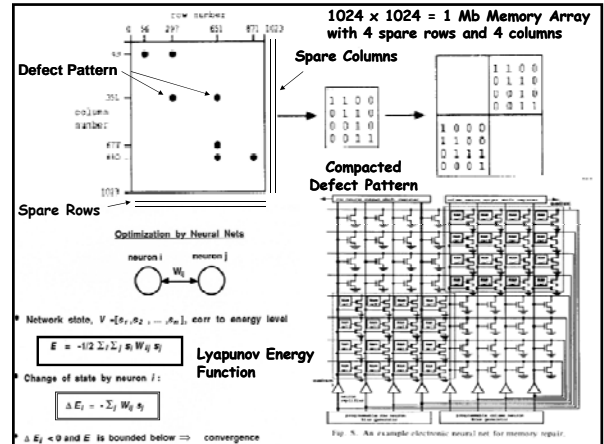 row number
0 56 297 651 871 1023
1024 x 1024 = 1 Mb Memory Array
with 4 spare rows and 4 columns
Spare Columns
Defect Pattern
351
column
number
1023
Spare Rows
1 1 0 0
0 1 1 0
0 0 1 0
0 0 1 1
1 1 0 0
0 1 1 0
0 0 1 0
0 0 1 1
1 0 0 0
1 1 0 0
0 1 1 1
0 0 0 1
Compacted
Defect Pattern
Optimization by Neural Nets
neuron i
neuron j
Wij
• Network state, V =[s1,s2 , ... ,sn], corr to energy level
E = -1/2 Σi Σj si Wij sj
Lyapunov Energy
Function
• Change of state by neuron i :
Δ Ei = - Σj Wij sj
• Δ Ei < 0 and E is bounded below ⇒ convergence
Fig. 5. An example electronic neural net for memory repair.